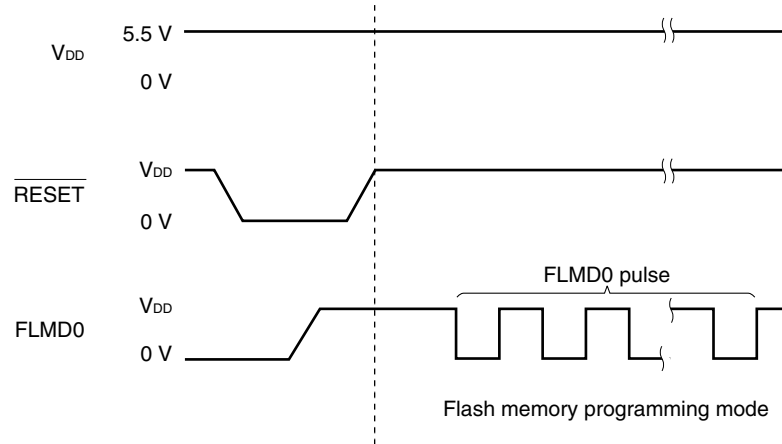 5.5 V
VDD
0 V
VDD
RESET
0 V
FLMD0 pulse
VDD
FLMD0
0 V
Flash memory programming mode